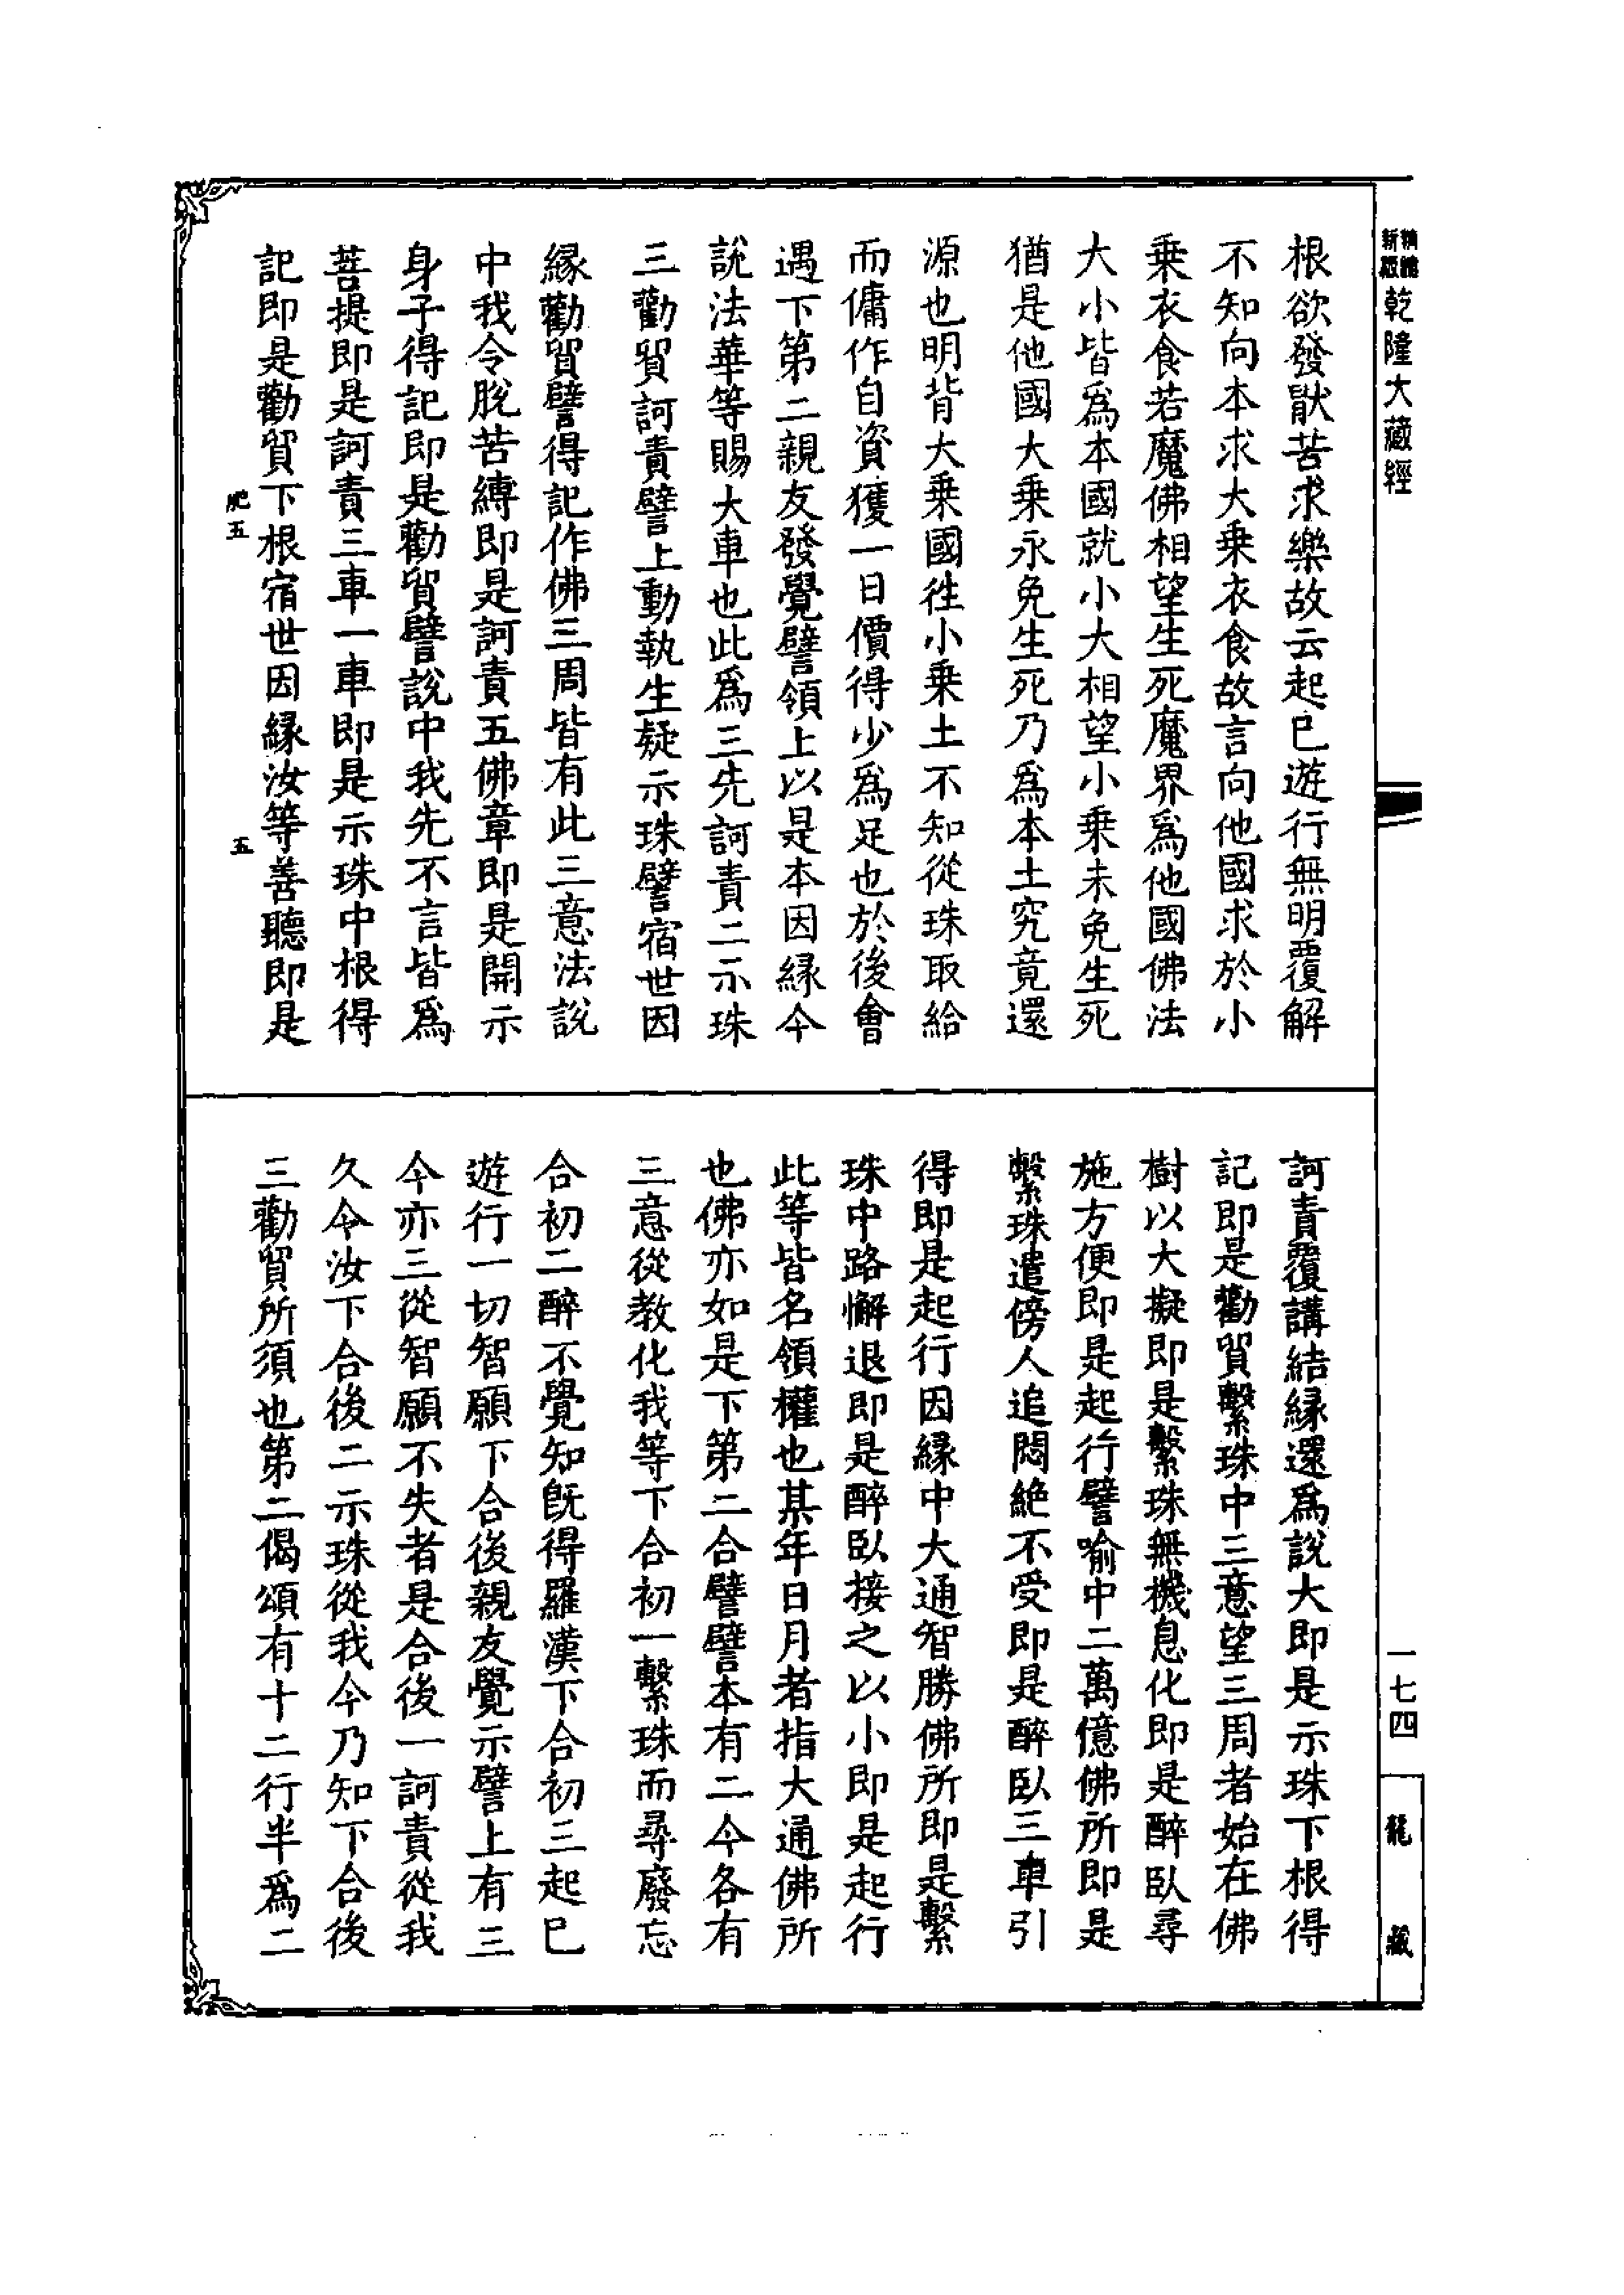 新版 精縮 乾隆大藏經
根欲發猒苦求樂故云起已遊行無明覆解
不知向本求大乗衣食故言向他國求於小
乗衣食若魔佛相望生死魔界爲他國佛法
大小皆爲本國就小大相望小乗未免生死
猶是他國大乗永免生死乃爲本土究竟還
源也明背大乗國徃小乗土不知從珠取給
而傭作自資獲一日價得少爲足也於後會
遇下第二親友發覺譬領上以是本因緣今
說法華等賜大車也此爲三先訶責二示珠
三勸貿訶責譬上動執生疑示珠譬宿世因
緣勸貿譬得記作佛三周皆有此三意法說
中我令脫苦縛即是訶責五佛章即是開示
身子得記即是勸貿譬說中我先不言皆爲
菩提即是訶責三車一車即是示珠中根得
記即是勸貿下根宿世因緣汝等善聽即是
肥五
五
訶責覆講結緣還爲說大即是示珠下根得
記即是勸貿繫珠中三意望三周者始在佛
樹以大擬即是繫珠無機息化即是醉臥尋
施方便即是起行譬喻中二萬億佛所即是
繫珠遣傍人追悶絶不受即是醉臥三車引
得即是起行因緣中大通智勝佛所即是繫
珠中路懈退即是醉臥接之以小即是起行
此等皆名領權也某年日月者指大通佛所
也佛亦如是下第二合譬譬本有二今各有
三意從教化我等下合初一繫珠而尋廢忘
合初二醉不覺知旣得羅漢下合初三起已
遊行一切智願下合後親友覺示譬上有三
今亦三從智願不失者是合後一訶責從我
久令汝下合後二示珠從我今乃知下合後
三勸貿所須也第二偈頌有十二行半爲二
一七四
龍藏